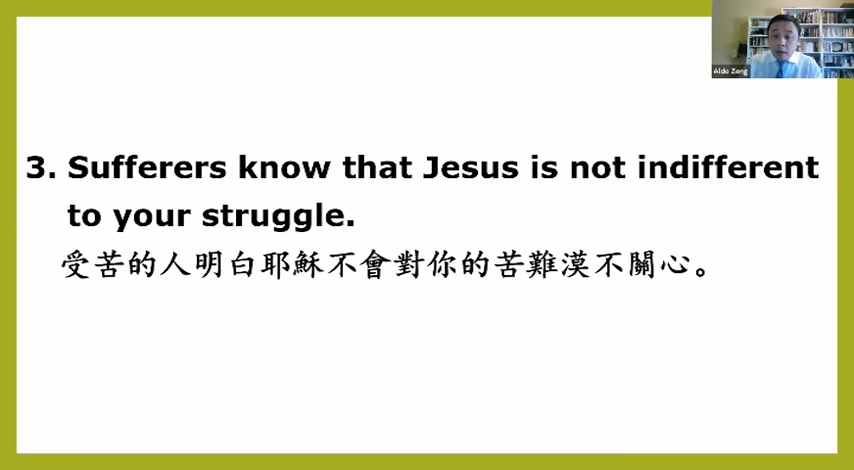 Aldo Zeng
3. Sufferers know that Jesus is not indifferent
to your struggle.
受苦的人明白耶穌不會對你的苦難漠不關心。